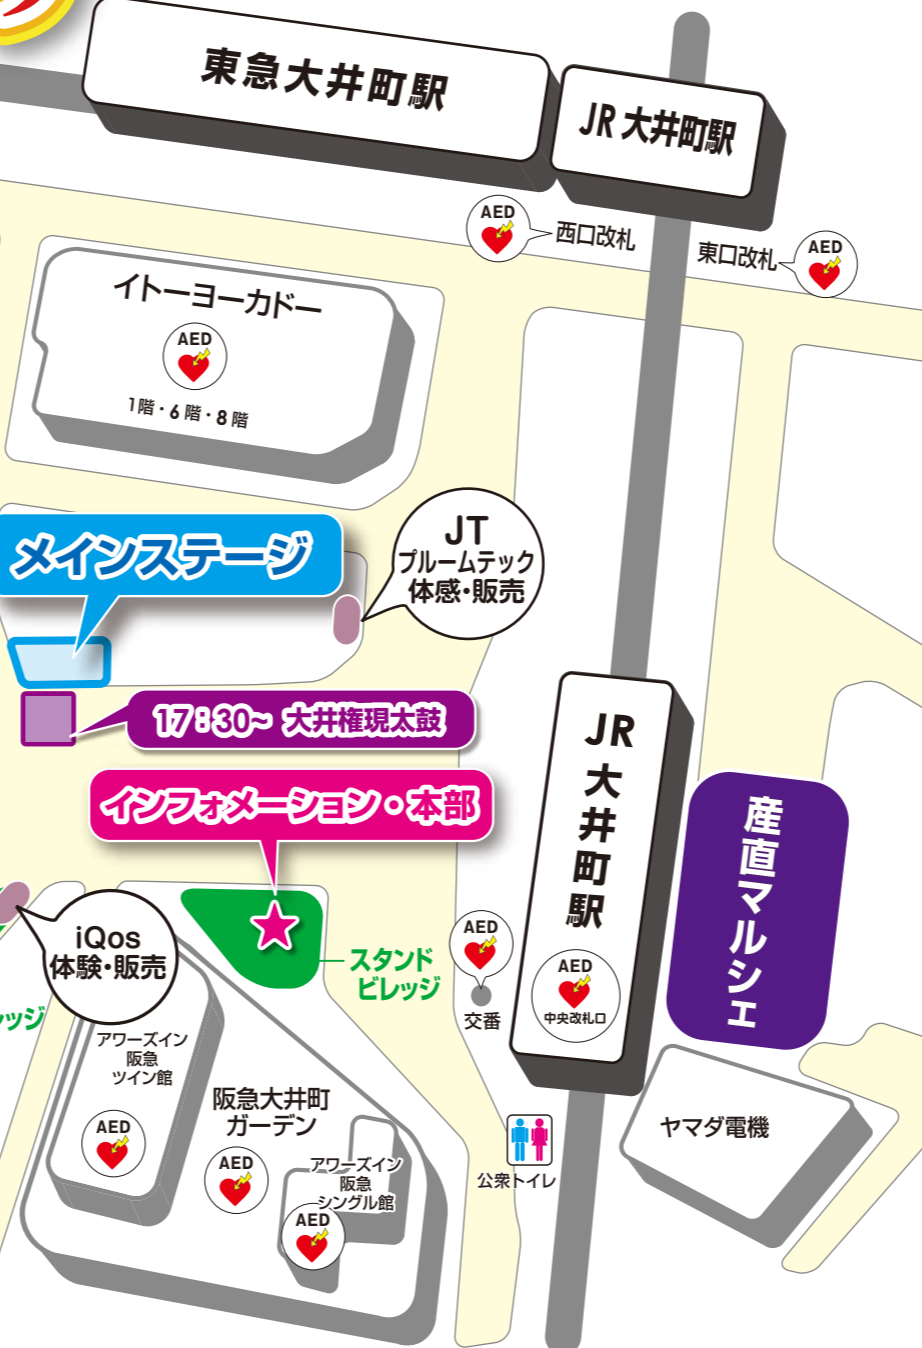 東急大井町駅
JR 大井町駅
AED
西口改札
東口改札
AED
イトーヨーカドー
AED
1階・6階・8階
メインステージ
JT
プルームテック
体感・販売
17:30~ 大井権現太鼓
インフォメーション・本部
JR大井町駅
AED
中央改札口
産直マルシェ
iQos
体験・販売
スタンド
ビレッジ
AED
交番
ッジ
アワーズイン
阪急
ツイン館
AED
阪急大井町
ガーデン
AED
アワーズイン
阪急
シングル館
AED
公衆トイレ
ヤマダ電機